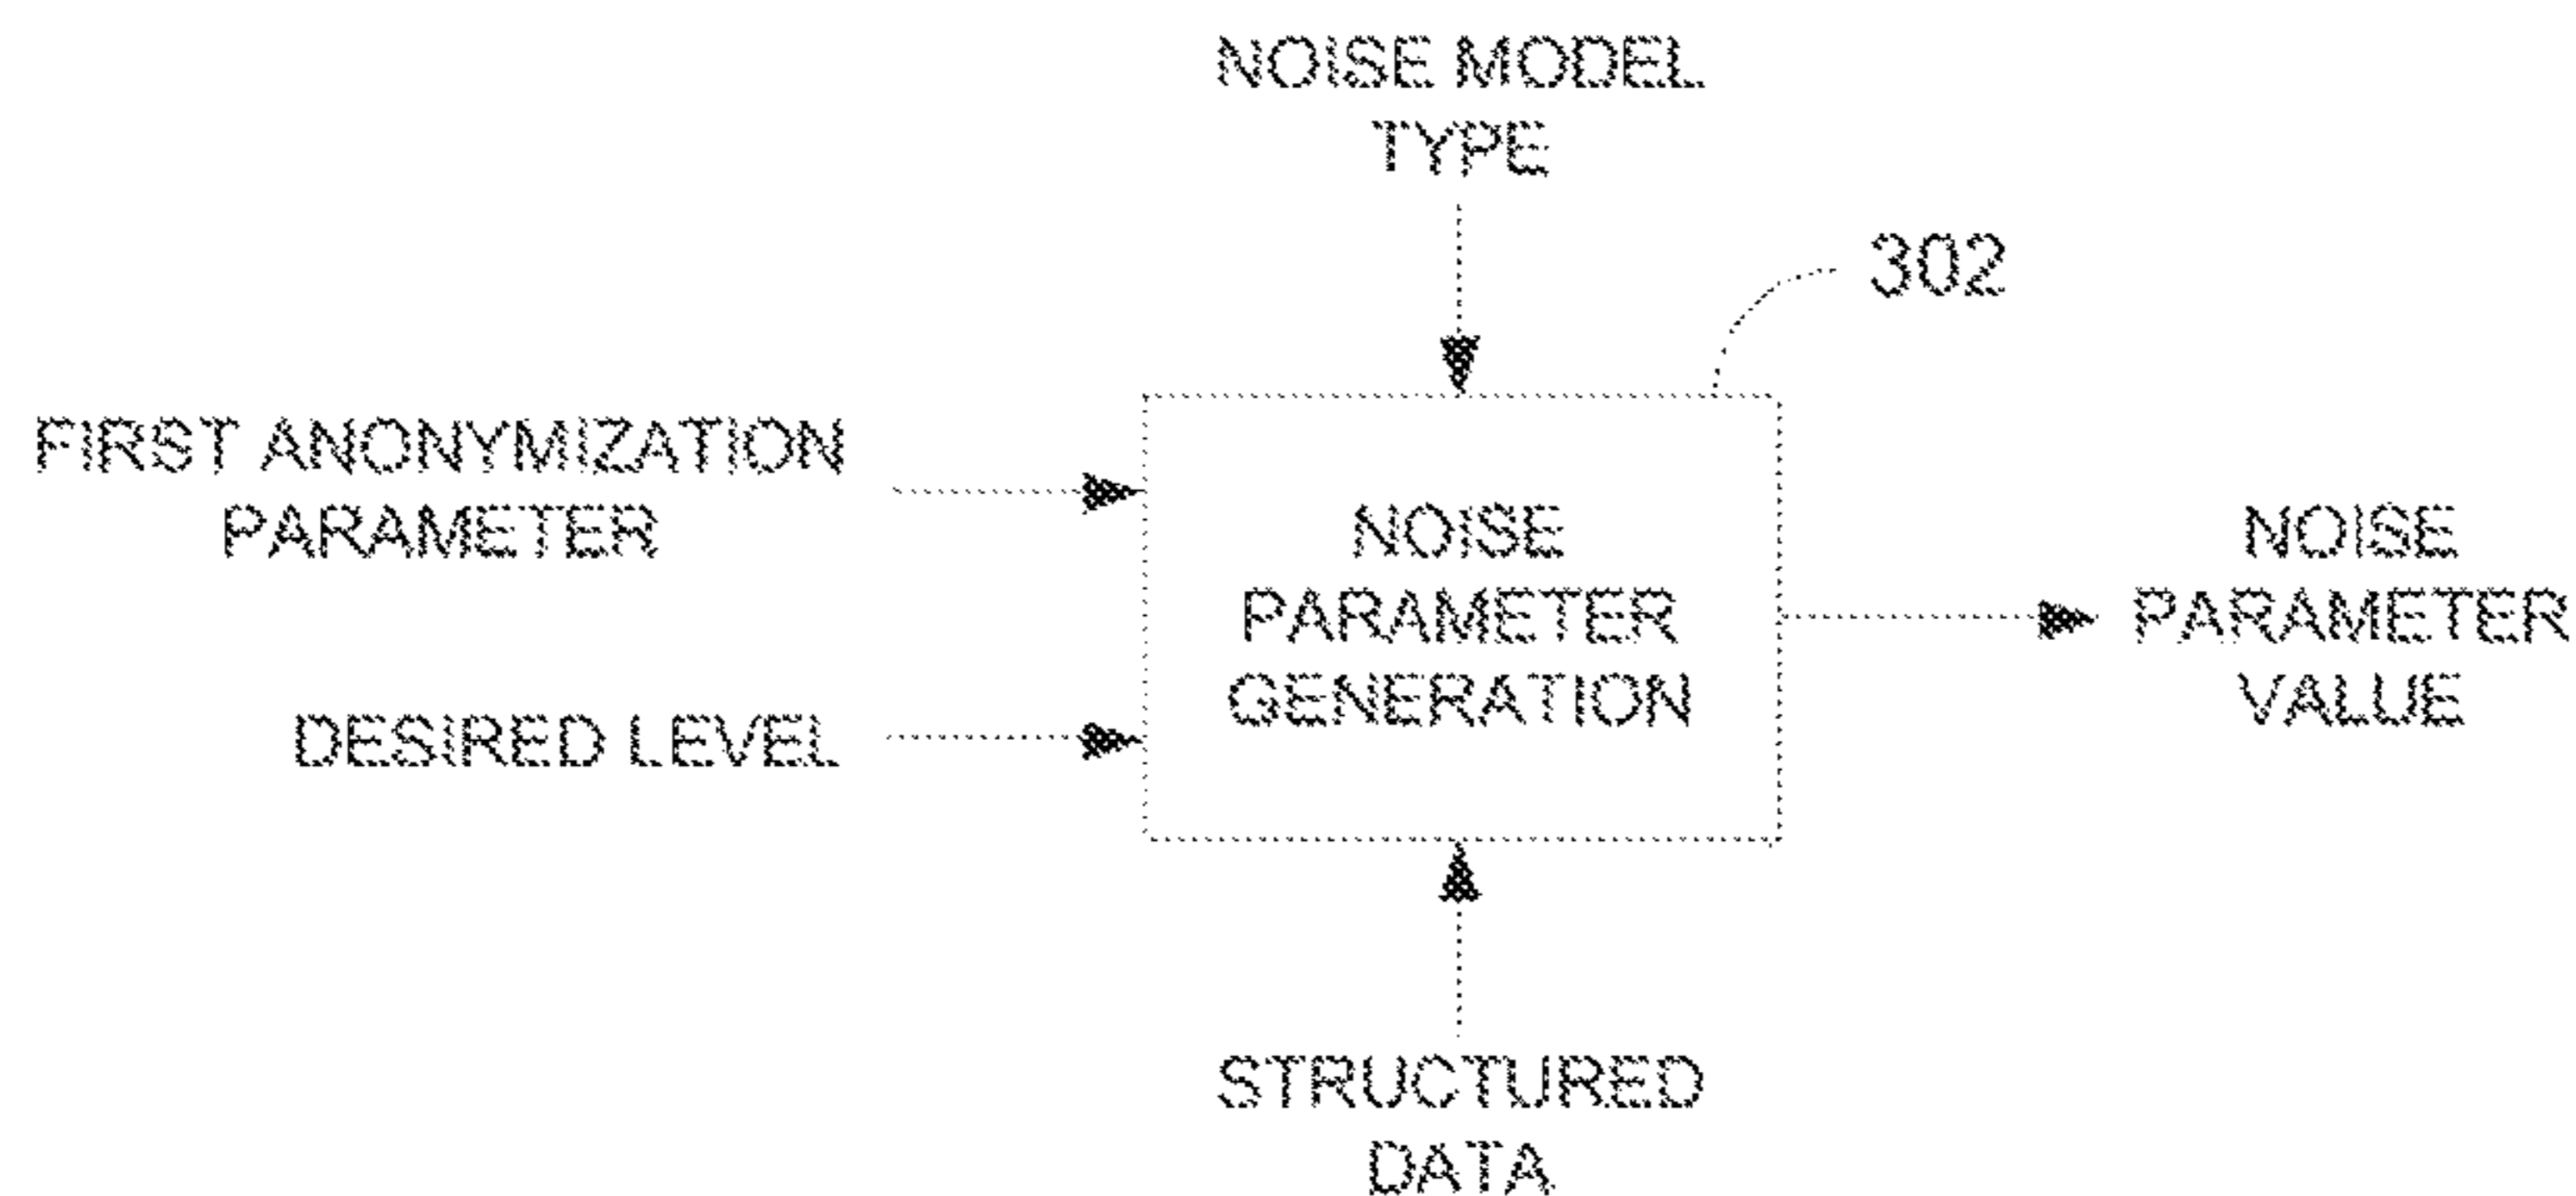 NOISE MODEL
TYPE
302
FIRST ANONYMIZATION
PARAMETER
DESIRED LEVEL
NOISE
PARAMETER
GENERATION
NOISE
PARAMETER
VALUE
STRUCTURED
DATA